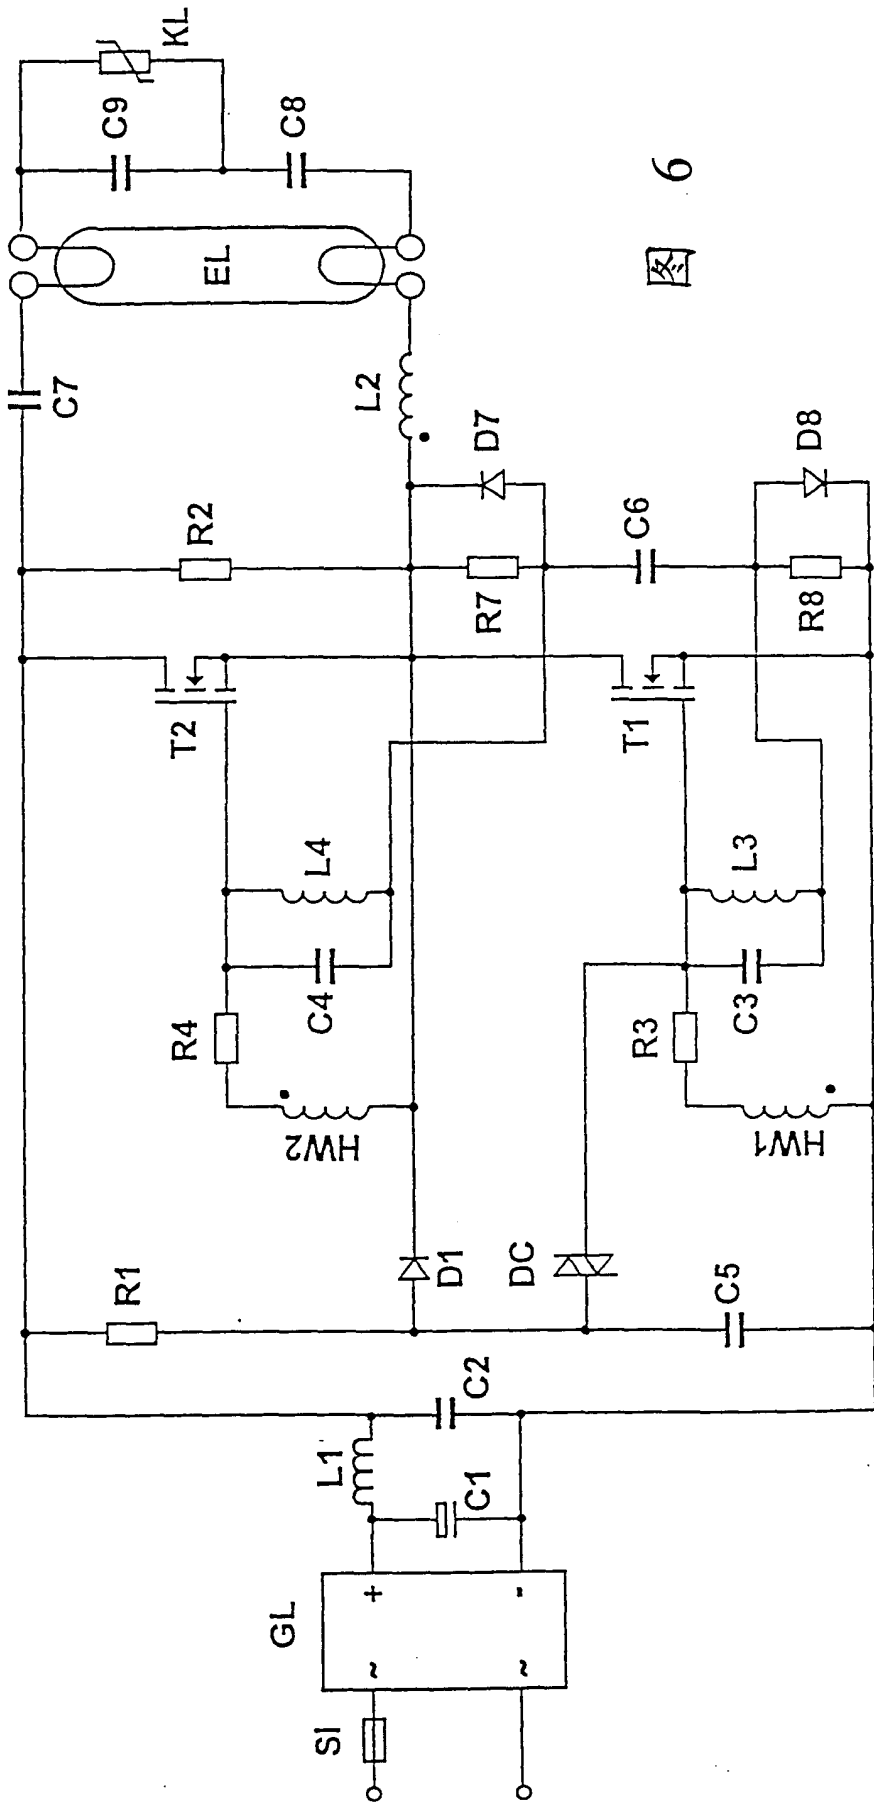 SI
GL
~
~
+
-
L1
C1
C2
R1
D1
DC
C5
HW2
R4
C4
L4
HW1
R3
C3
L3
T2
T1
R2
R7
D7
C6
R8
D8
L2
C7
EL
C9
C8
KL
图 6